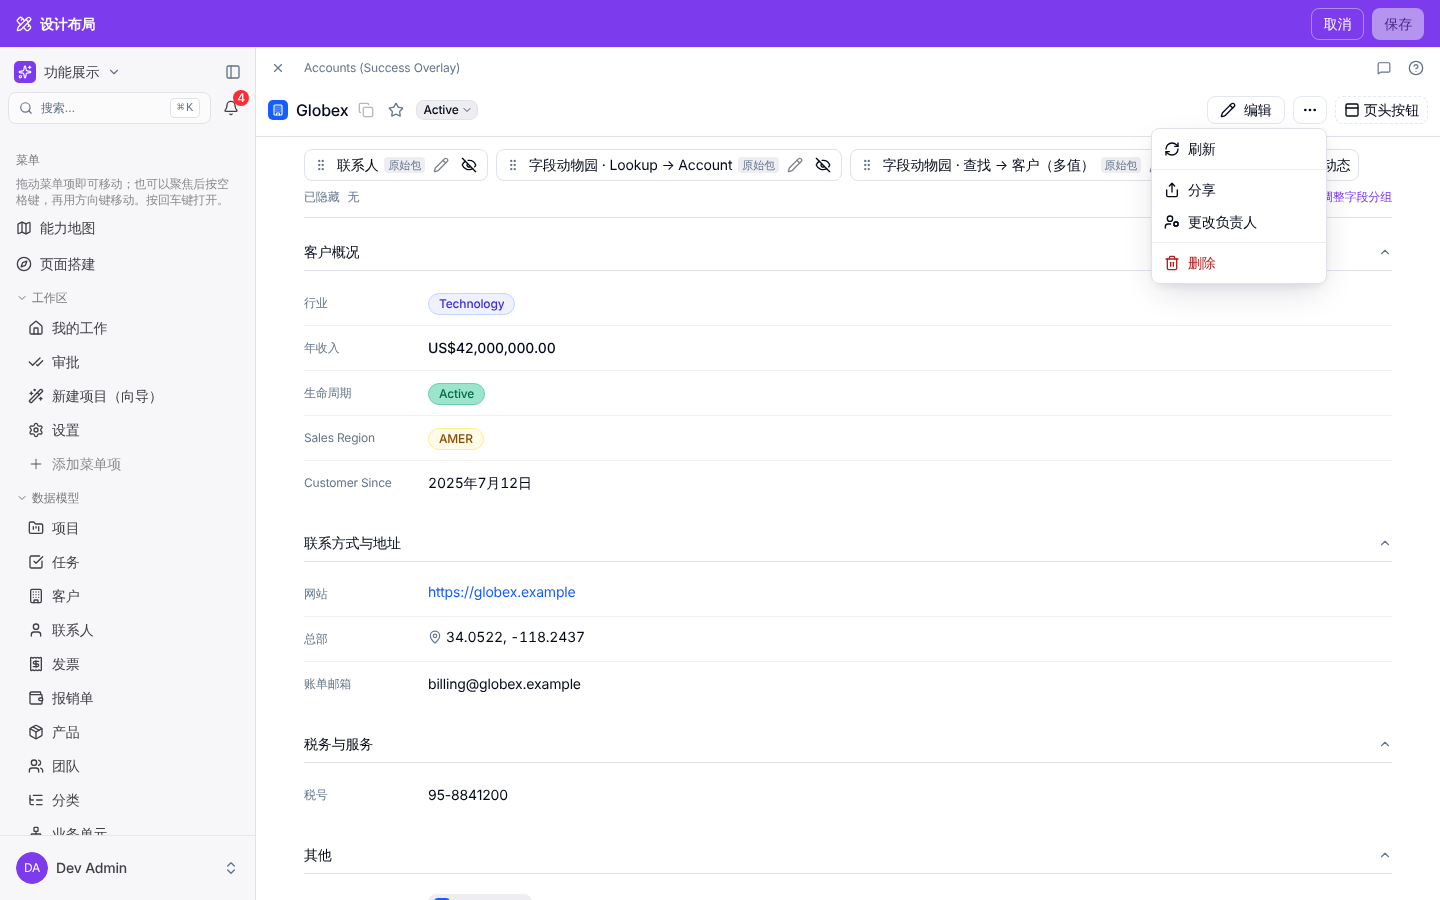 设计布局
取消
保存
功能展示
搜索...
⌘K
4
菜单
拖动菜单项即可移动；也可以聚焦后按空
格键，再用方向键移动。按回车键打开。
能力地图
页面搭建
工作区
我的工作
审批
新建项目（向导）
设置
添加菜单项
数据模型
项目
任务
客户
联系人
发票
报销单
产品
团队
分类
业务单元
DA
Dev Admin
Accounts (Success Overlay)
Globex
Active
编辑
页头按钮
刷新
分享
更改负责人
删除
联系人 原始包
字段动物园 · Lookup → Account 原始包
字段动物园 · 查找 → 客户（多值） 原始包
动态
已隐藏 无
调整字段分组
客户概况
行业 Technology
年收入 US$42,000,000.00
生命周期 Active
Sales Region AMER
Customer Since 2025年7月12日
联系方式与地址
网站 https://globex.example
总部 34.0522, -118.2437
账单邮箱 billing@globex.example
税务与服务
税号 95-8841200
其他